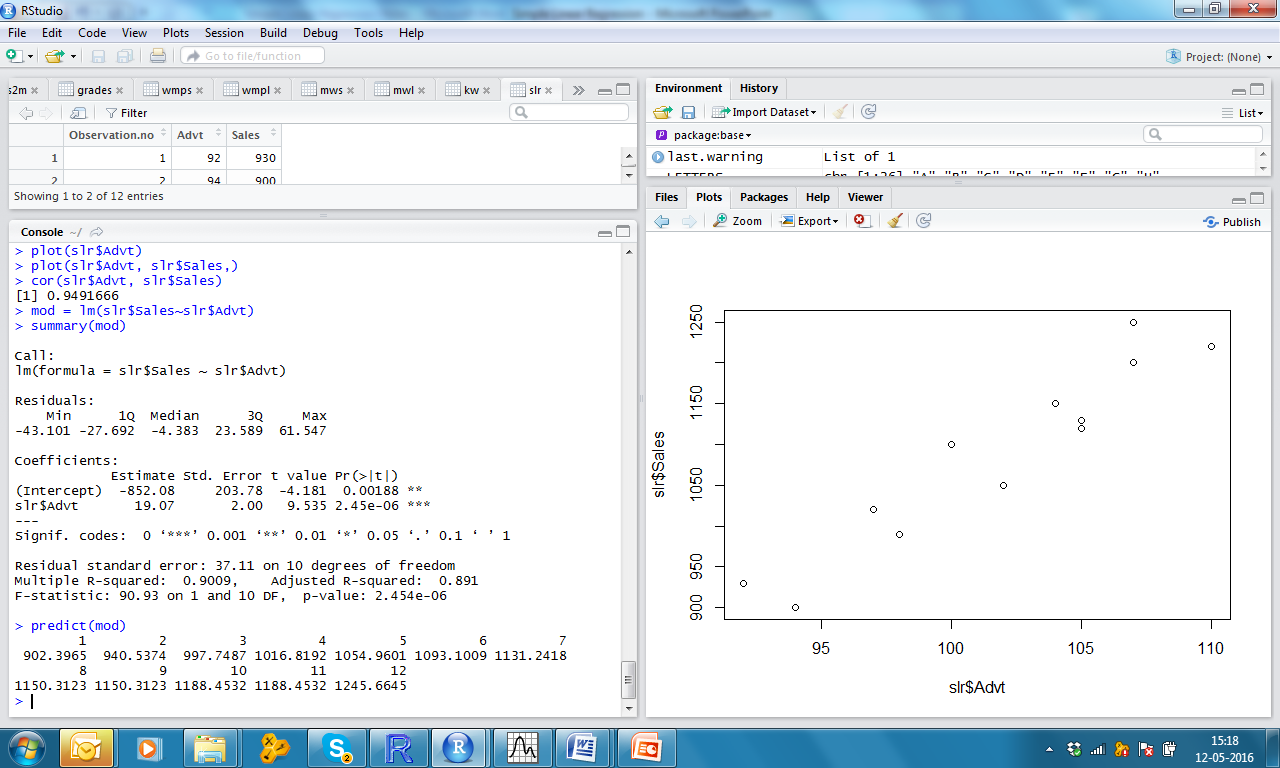 RStudio
File Edit Code View Plots Session Build Debug Tools Help
Go to file/function
Project: (None)
s2m grades wmps wmpl mws mwl kw slr
Filter
Observation.no Advt Sales
1 1 92 930
2 2 94 900
Showing 1 to 2 of 12 entries
Console ~/
> plot(slr$Advt)
> plot(slr$Advt, slr$Sales,)
> cor(slr$Advt, slr$Sales)
[1] 0.9491666
> mod = lm(slr$Sales~slr$Advt)
> summary(mod)
Call:
lm(formula = slr$Sales ~ slr$Advt)
Residuals:
Min 1Q Median 3Q Max
-43.101 -27.692 -4.383 23.589 61.547
Coefficients:
Estimate Std. Error t value Pr(>|t|)
(Intercept) -852.08 203.78 -4.181 0.00188 **
slr$Advt 19.07 2.00 9.535 2.45e-06 ***
---
Signif. codes: 0 ‘***’ 0.001 ‘**’ 0.01 ‘*’ 0.05 ‘.’ 0.1 ‘ ’ 1
Residual standard error: 37.11 on 10 degrees of freedom
Multiple R-squared: 0.9009, Adjusted R-squared: 0.891
F-statistic: 90.93 on 1 and 10 DF, p-value: 2.454e-06
> predict(mod)
1 2 3 4 5 6 7
902.3965 940.5374 997.7487 1016.8192 1054.9601 1093.1009 1131.2418
8 9 10 11 12
1150.3123 1150.3123 1188.4532 1188.4532 1245.6645
>
Environment History
Import Dataset List
package:base
last.warning List of 1
LETTERS chr [1:26] "A" "B" "C" "D" "E" "F" "G" "H"
Files Plots Packages Help Viewer
Zoom Export Publish
1250
1150
1050
950
900
slr$Sales
95 100 105 110
slr$Advt
15:18
12-05-2016